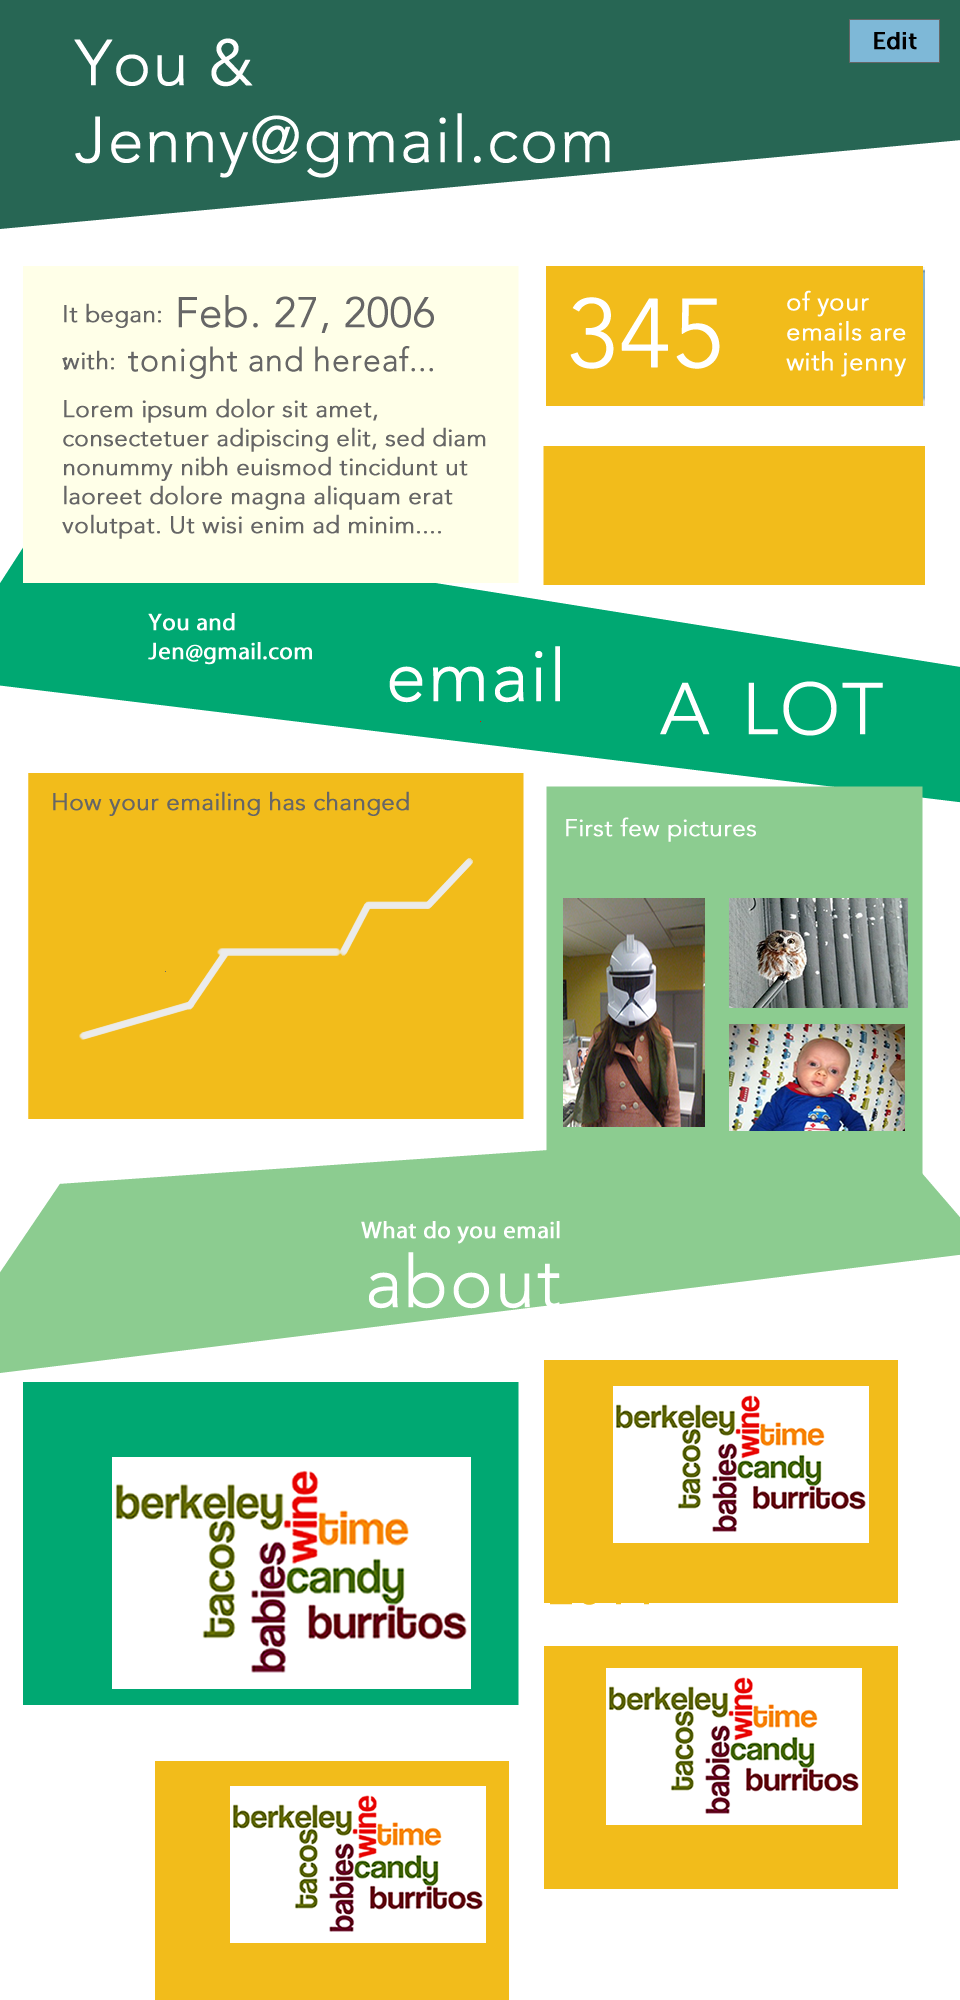 You &
Jenny@gmail.com
Edit
It began: Feb. 27, 2006
with: tonight and hereaf...
Lorem ipsum dolor sit amet,
consectetuer adipiscing elit, sed diam
nonummy nibh euismod tincidunt ut
laoreet dolore magna aliquam erat
volutpat. Ut wisi enim ad minim....
345
of your
emails are
with jenny
You and
Jen@gmail.com
email
A LOT
How your emailing has changed
First few pictures
What do you email
about
berkeley
wine
time
tacos
babies
candy
burritos
berkeley
wine
time
tacos
babies
candy
burritos
berkeley
wine
time
tacos
babies
candy
burritos
berkeley
wine
time
tacos
babies
candy
burritos